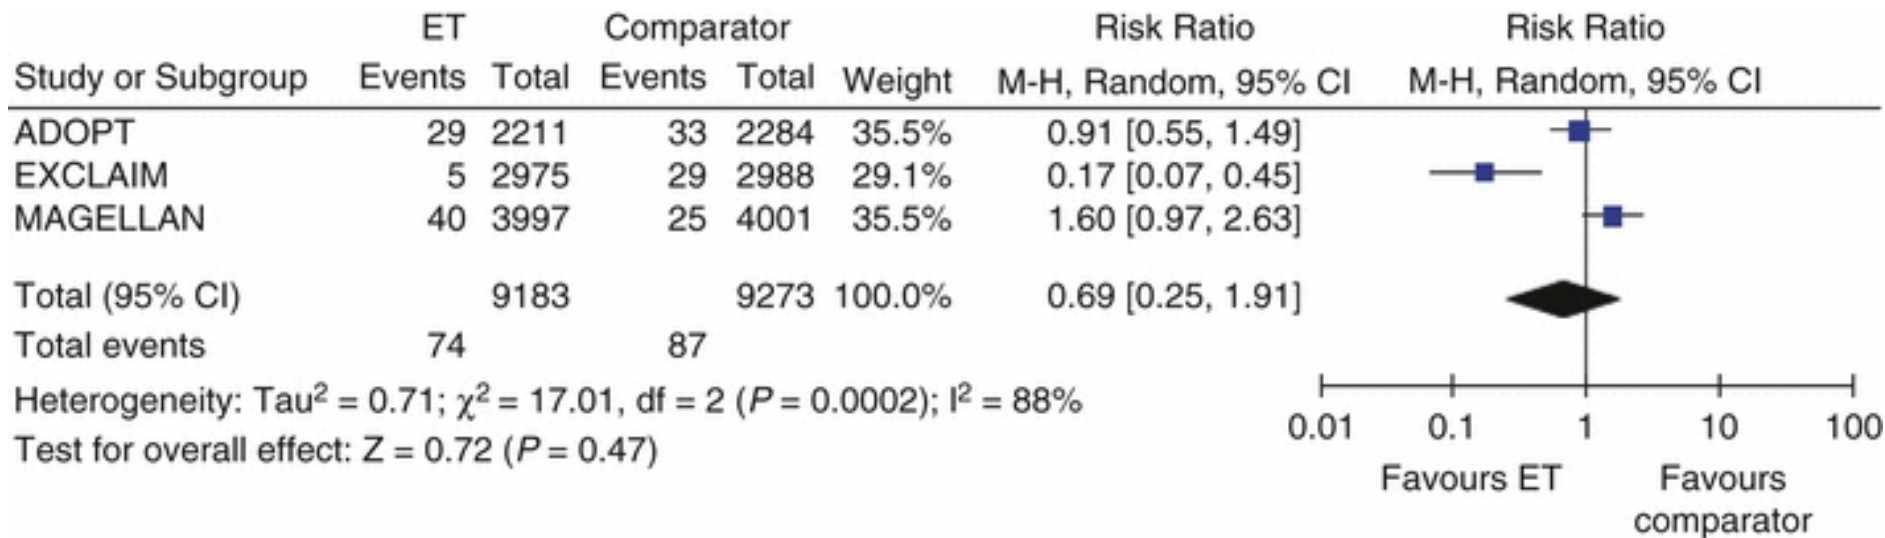 ET Comparator Risk Ratio Risk Ratio
Study or Subgroup Events Total Events Total Weight M-H, Random, 95% CI M-H, Random, 95% CI
ADOPT 29 2211 33 2284 35.5% 0.91 [0.55, 1.49]
EXCLAIM 5 2975 29 2988 29.1% 0.17 [0.07, 0.45]
MAGELLAN 40 3997 25 4001 35.5% 1.60 [0.97, 2.63]
Total (95% CI) 9183 9273 100.0% 0.69 [0.25, 1.91]
Total events 74 87
Heterogeneity: Tau² = 0.71; χ² = 17.01, df = 2 (P = 0.0002); I² = 88%
Test for overall effect: Z = 0.72 (P = 0.47)
0.01 0.1 1 10 100
Favours ET Favours
comparator